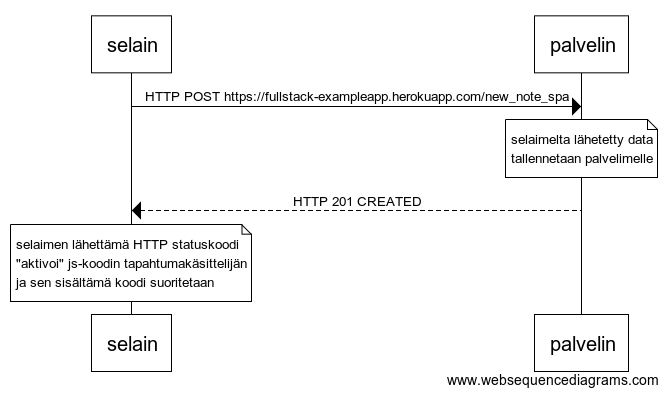 selain
palvelin
HTTP POST https://fullstack-exampleapp.herokuapp.com/new_note_spa
selaimelta lähetetty data
tallennetaan palvelimelle
HTTP 201 CREATED
selaimen lähettämä HTTP statuskoodi
"aktivoi" js-koodin tapahtumakäsittelijän
ja sen sisältämä koodi suoritetaan
selain
palvelin
www.websequencediagrams.com